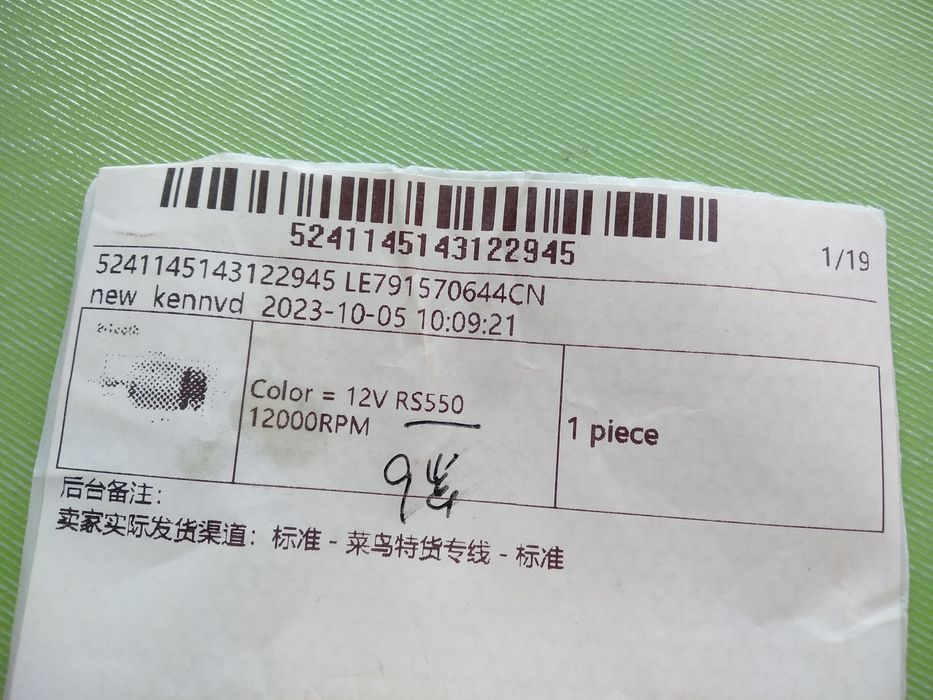 5241145143122945
1/19
5241145143122945 LE791570644CN
new kennvd 2023-10-05 10:09:21
Color = 12V RS550
12000RPM
1 piece
后台备注：
卖家实际发货渠道：标准 - 菜鸟特货专线 - 标准